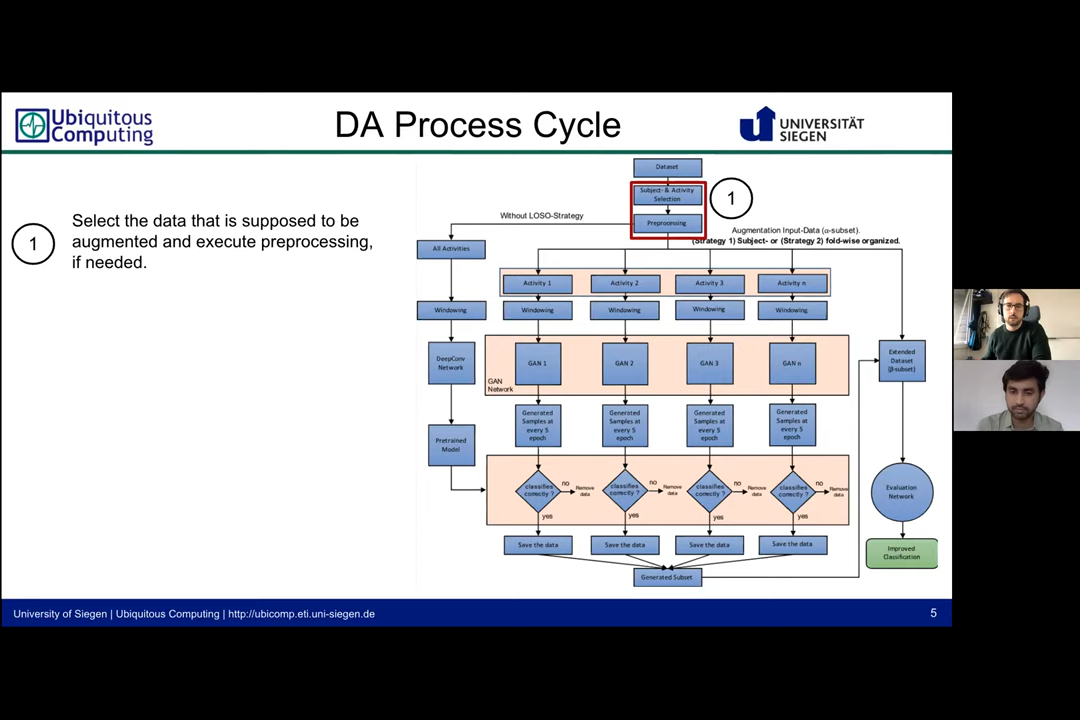 Ubiquitous
Computing
DA Process Cycle
UNIVERSITÄT
SIEGEN
1
Select the data that is supposed to be
augmented and execute preprocessing,
if needed.
Dataset
Subject- & Activity
Selection
1
Preprocessing
Without LOSO-Strategy
Augmentation Input-Data (α-subset).
(Strategy 1) Subject- or (Strategy 2) fold-wise organized.
All Activities
Activity 1
Activity 2
Activity 3
Activity n
Windowing
Windowing
Windowing
Windowing
Windowing
DeepConv
Network
GAN 1
GAN 2
GAN 3
GAN n
GAN
Network
Extended
Dataset
(β-subset)
Generated
Samples at
every 5
epoch
Generated
Samples at
every 5
epoch
Generated
Samples at
every 5
epoch
Generated
Samples at
every 5
epoch
Pretrained
Model
classifies
correctly ?
no
Remove
data
yes
classifies
correctly ?
no
Remove
data
yes
classifies
correctly ?
no
Remove
data
yes
classifies
correctly ?
no
Remove
data
yes
Evaluation
Network
Save the data
Save the data
Save the data
Save the data
Improved
Classification
Generated Subset
University of Siegen | Ubiquitous Computing | http://ubicomp.eti.uni-siegen.de
5